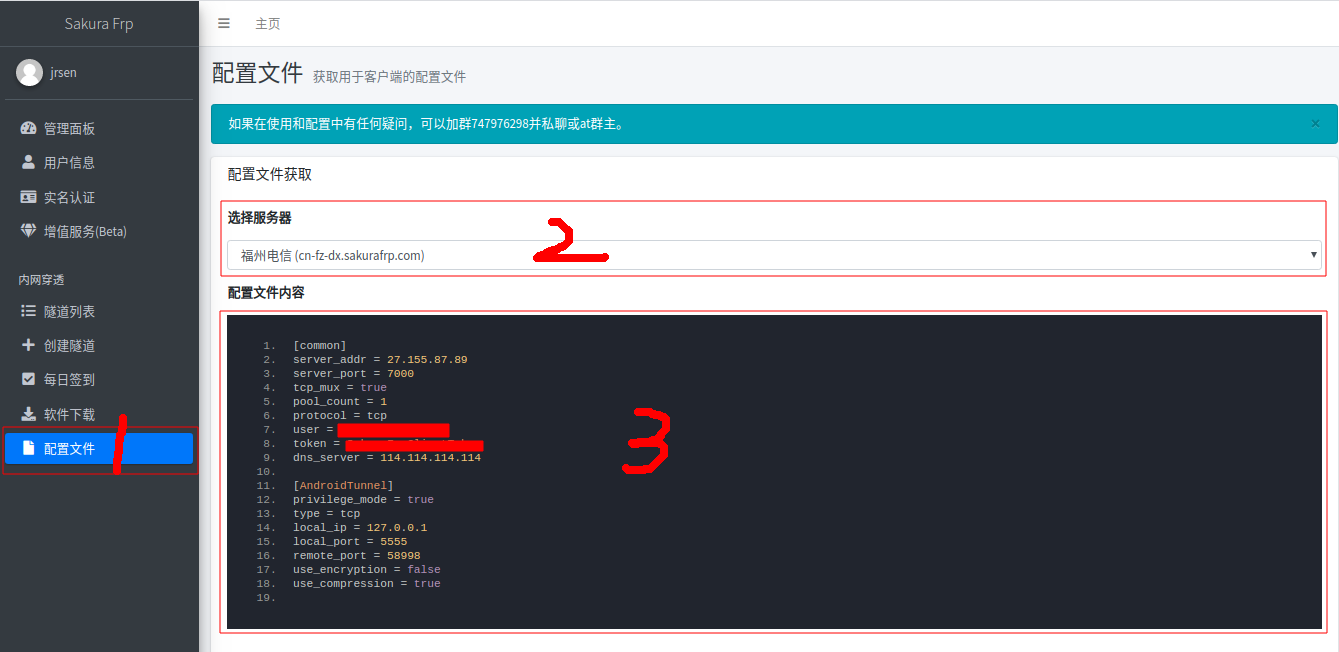 Sakura Frp
主页
jrsen
管理面板
用户信息
实名认证
增值服务(Beta)
内网穿透
隧道列表
创建隧道
每日签到
软件下载
配置文件
1
配置文件 获取用于客户端的配置文件
如果在使用和配置中有任何疑问，可以加群747976298并私聊或at群主。
×
配置文件获取
选择服务器
2
福州电信 (cn-fz-dx.sakurafrp.com)
配置文件内容
3
1. [common]
2. server_addr = 27.155.87.89
3. server_port = 7000
4. tcp_mux = true
5. pool_count = 1
6. protocol = tcp
7. user =
8. token =
9. dns_server = 114.114.114.114
10.
11. [AndroidTunnel]
12. privilege_mode = true
13. type = tcp
14. local_ip = 127.0.0.1
15. local_port = 5555
16. remote_port = 58998
17. use_encryption = false
18. use_compression = true
19.